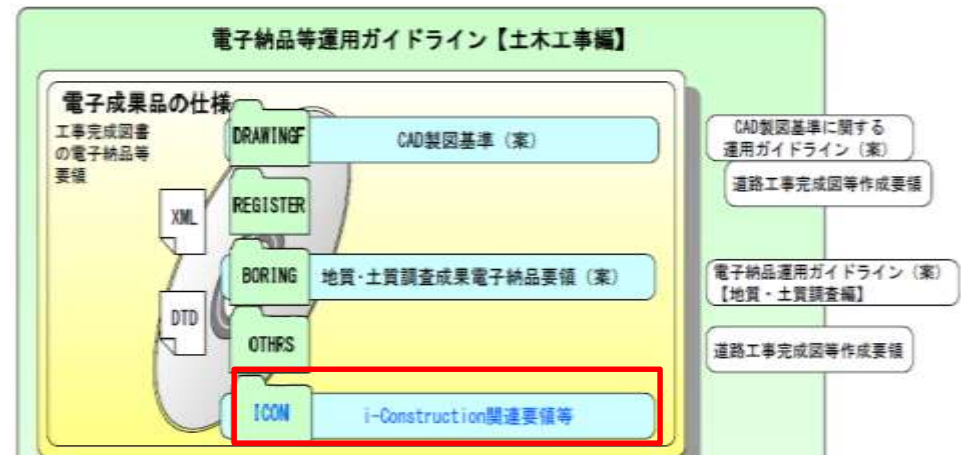 電子納品等運用ガイドライン【土木工事編】
電子成果品の仕様
工事完成図書
の電子納品等
要領
DRAWINGF
CAD製図基準（案）
CAD製図基準に関する
運用ガイドライン（案）
道路工事完成図等作成要領
XML
REGISTER
BORING
地質・土質調査成果電子納品要領（案）
電子納品運用ガイドライン（案）
【地質・土質調査編】
DTD
OTHRS
道路工事完成図等作成要領
ICON
i-Construction関連要領等